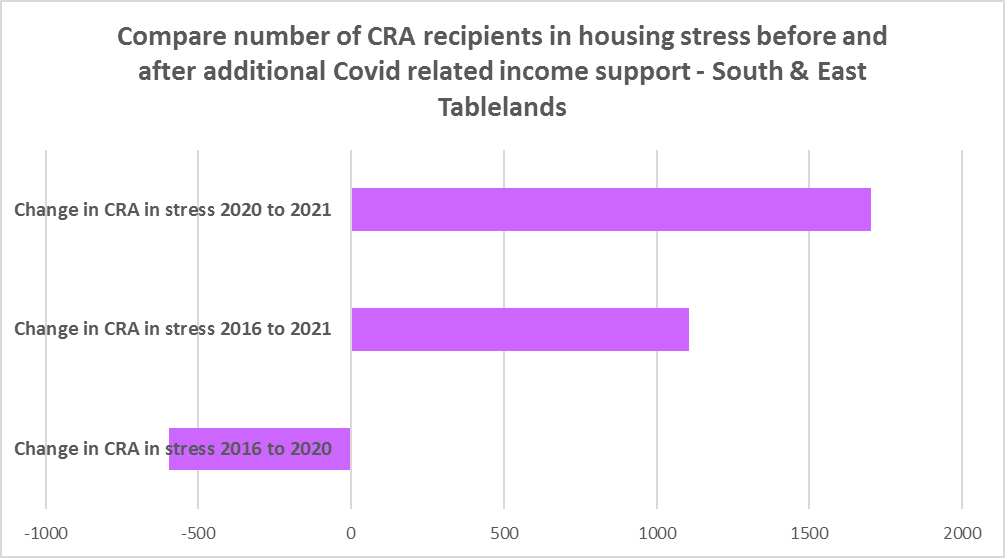 Compare number of CRA recipients in housing stress before and
after additional Covid related income support - South & East
Tablelands
Change in CRA in stress 2020 to 2021
Change in CRA in stress 2016 to 2021
Change in CRA in stress 2016 to 2020
-1000 -500 0 500 1000 1500 2000